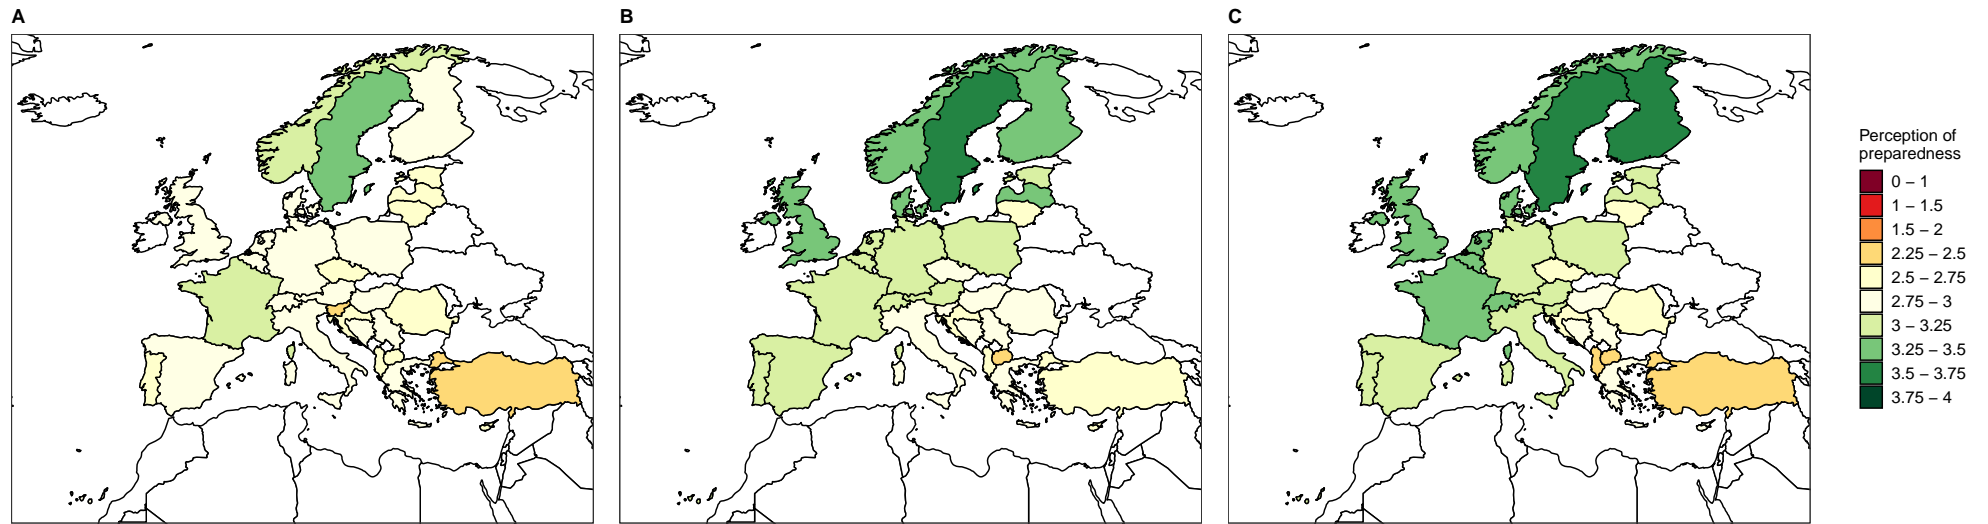 A
B
C
Perception of
preparedness
0 – 1
1 – 1.5
1.5 – 2
2.25 – 2.5
2.5 – 2.75
2.75 – 3
3 – 3.25
3.25 – 3.5
3.5 – 3.75
3.75 – 4